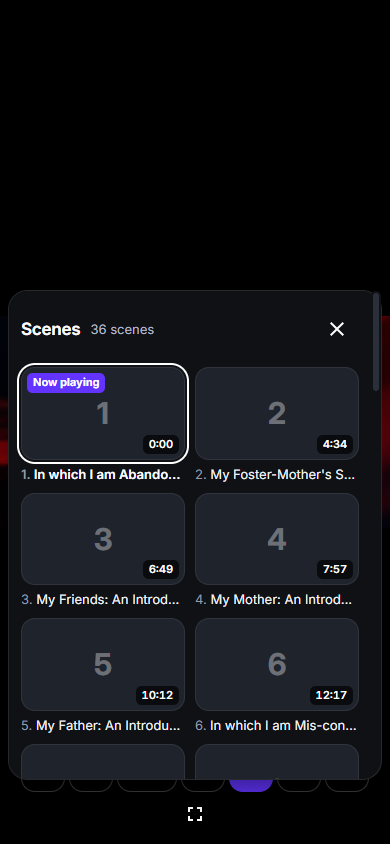 Scenes 36 scenes
Now playing
1
0:00
2
4:34
1. In which I am Abando...
2. My Foster-Mother's S...
3
6:49
4
7:57
3. My Friends: An Introd...
4. My Mother: An Introd...
5
10:12
6
12:17
5. My Father: An Introdu...
6. In which I am Mis-con...